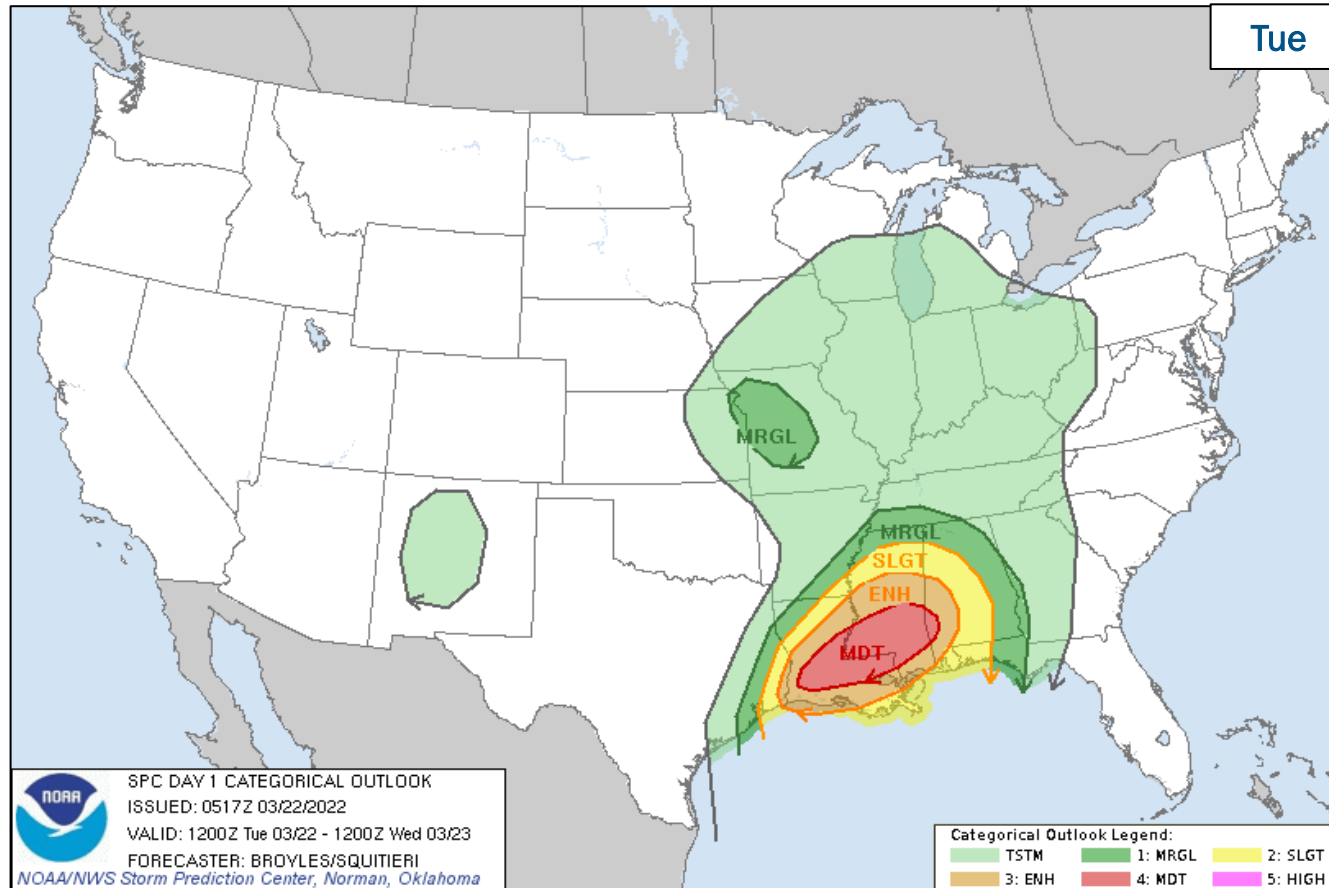 Tue
MRGL
MRGL
SLGT
ENH
MDT
NOAA
SPC DAY 1 CATEGORICAL OUTLOOK
ISSUED: 0517Z 03/22/2022
VALID: 1200Z Tue 03/22 - 1200Z Wed 03/23
FORECASTER: BROYLES/SQUITIERI
NOAA/NWS Storm Prediction Center, Norman, Oklahoma
Categorical Outlook Legend:
TSTM 1: MRGL 2: SLGT
3: ENH 4: MDT 5: HIGH